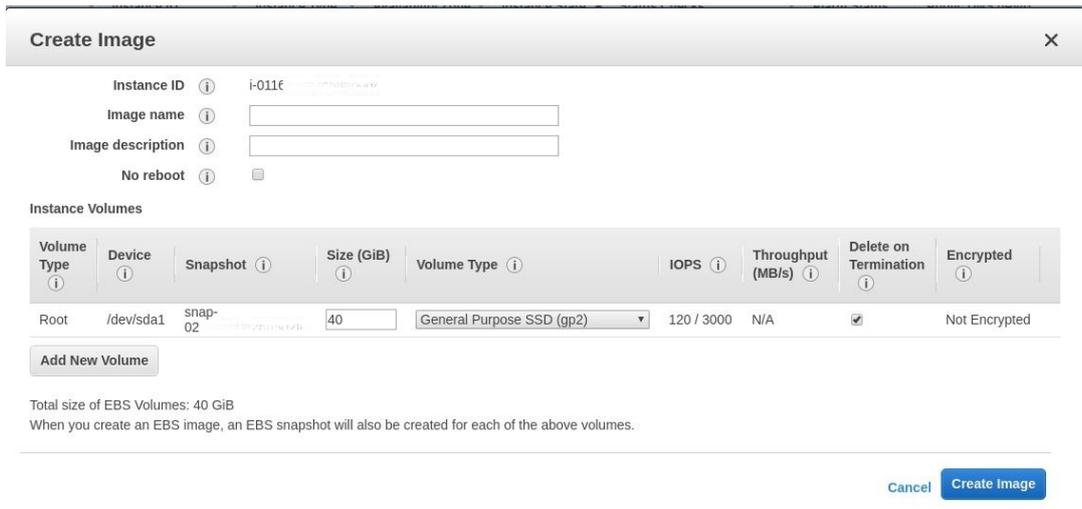 Create Image
Instance ID i-0116
Image name
Image description
No reboot
Instance Volumes
Volume Type Device Snapshot Size (GiB) Volume Type IOPS Throughput (MB/s) Delete on Termination Encrypted
Root /dev/sda1 snap-02 40 General Purpose SSD (gp2) 120 / 3000 N/A Not Encrypted
Add New Volume
Total size of EBS Volumes: 40 GiB
When you create an EBS image, an EBS snapshot will also be created for each of the above volumes.
Cancel Create Image